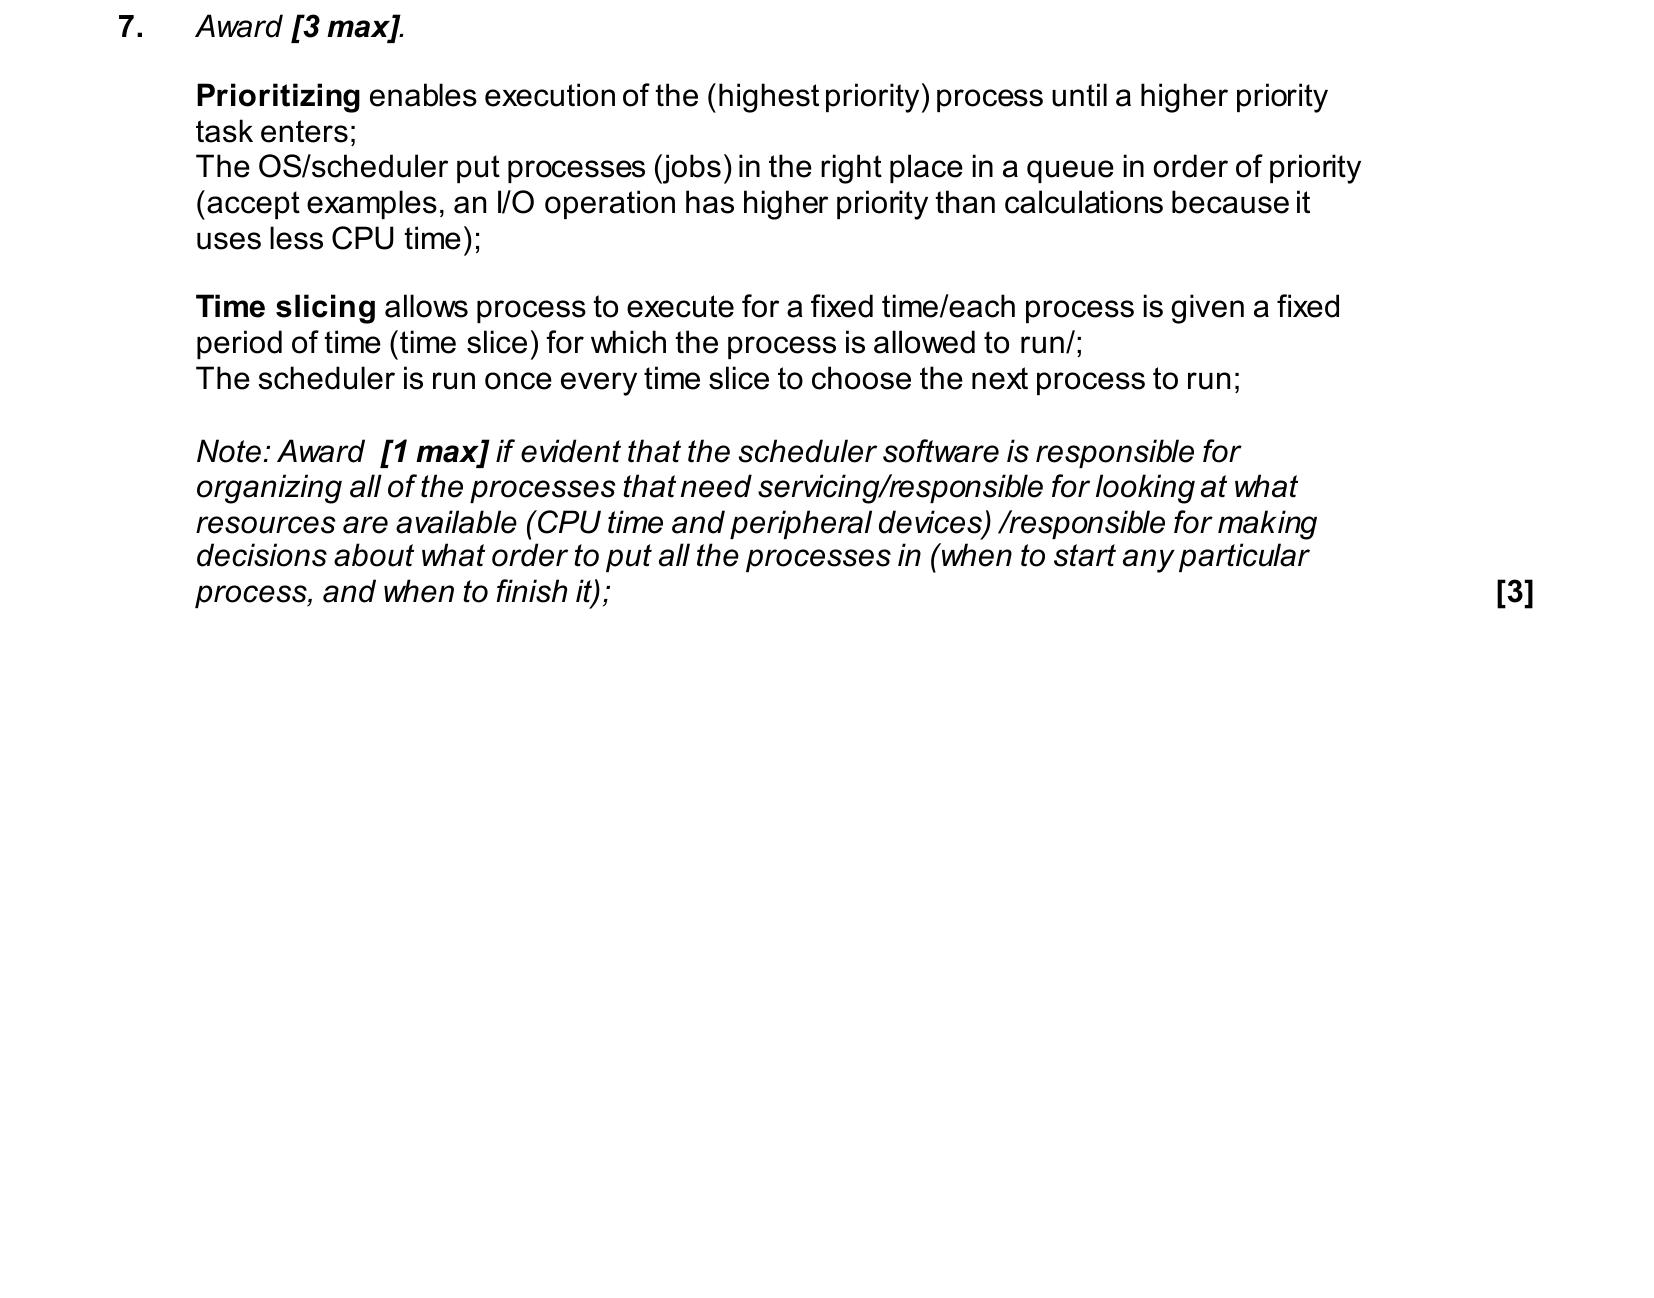 7. Award [3 max].
Prioritizing enables execution of the (highest priority) process until a higher priority
task enters;
The OS/scheduler put processes (jobs) in the right place in a queue in order of priority
(accept examples, an I/O operation has higher priority than calculations because it
uses less CPU time);
Time slicing allows process to execute for a fixed time/each process is given a fixed
period of time (time slice) for which the process is allowed to run/;
The scheduler is run once every time slice to choose the next process to run;
Note: Award [1 max] if evident that the scheduler software is responsible for
organizing all of the processes that need servicing/responsible for looking at what
resources are available (CPU time and peripheral devices) /responsible for making
decisions about what order to put all the processes in (when to start any particular
process, and when to finish it); [3]